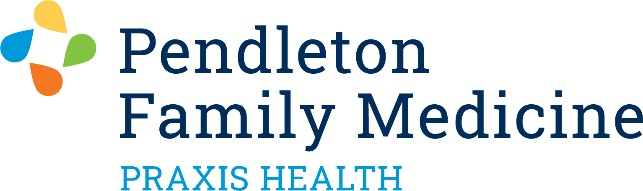 Pendleton
Family Medicine
PRAXIS HEALTH